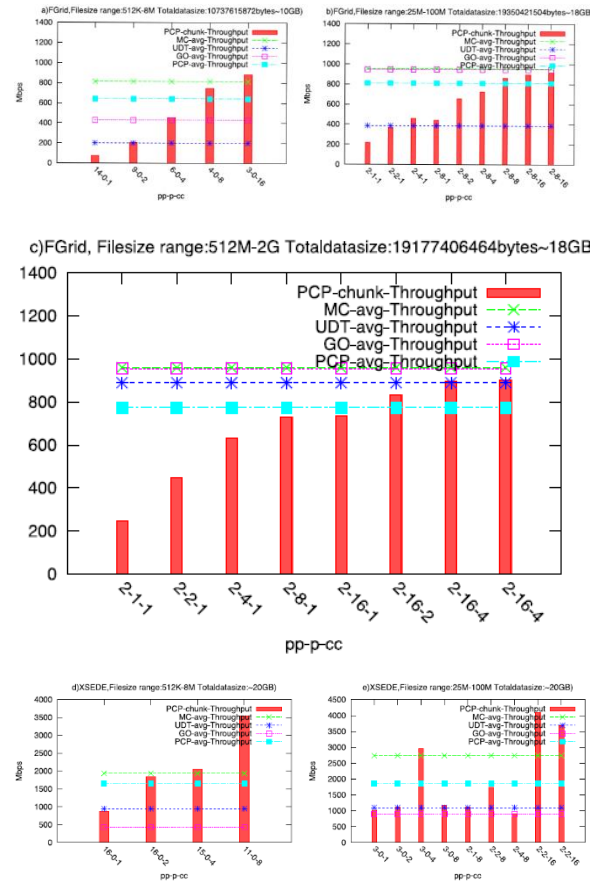 a)FGrid, Filesize range:512K-8M Totaldatasize:10737615872bytes~10GB)
1400
1200
1000
800
600
400
200
0
Mbps
PCP-chunk-Throughput
MC-avg-Throughput
UDT-avg-Throughput
GO-avg-Throughput
PCP-avg-Throughput
14-0-1
9-0-2
6-0-4
4-0-8
3-0-16
pp-p-cc
b)FGrid, Filesize range:25M-100M Totaldatasize:19350421504bytes~18GB)
1400
1200
1000
800
600
400
200
0
Mbps
PCP-chunk-Throughput
MC-avg-Throughput
UDT-avg-Throughput
GO-avg-Throughput
PCP-avg-Throughput
2-1-1
2-2-1
2-4-1
2-8-1
2-8-2
2-8-4
2-8-8
2-8-16
2-8-16
pp-p-cc
c)FGrid, Filesize range:512M-2G Totaldatasize:19177406464bytes~18GB
1400
1200
1000
800
600
400
200
0
PCP-chunk-Throughput
MC-avg-Throughput
UDT-avg-Throughput
GO-avg-Throughput
PCP-avg-Throughput
2-1-1
2-2-1
2-4-1
2-8-1
2-16-1
2-16-2
2-16-4
2-16-4
pp-p-cc
d)XSEDE,Filesize range:512K-8M Totaldatasize:~20GB)
4000
3500
3000
2500
2000
1500
1000
500
0
Mbps
PCP-chunk-Throughput
MC-avg-Throughput
UDT-avg-Throughput
GO-avg-Throughput
PCP-avg-Throughput
16-0-1
16-0-2
15-0-4
11-0-8
pp-p-cc
e)XSEDE,Filesize range:25M-100M Totaldatasize:~20GB)
4500
4000
3500
3000
2500
2000
1500
1000
500
0
Mbps
PCP-chunk-Throughput
MC-avg-Throughput
UDT-avg-Throughput
GO-avg-Throughput
PCP-avg-Throughput
3-0-1
3-0-2
3-0-4
3-0-8
2-1-8
2-2-8
2-4-8
2-2-16
2-2-16
pp-p-cc